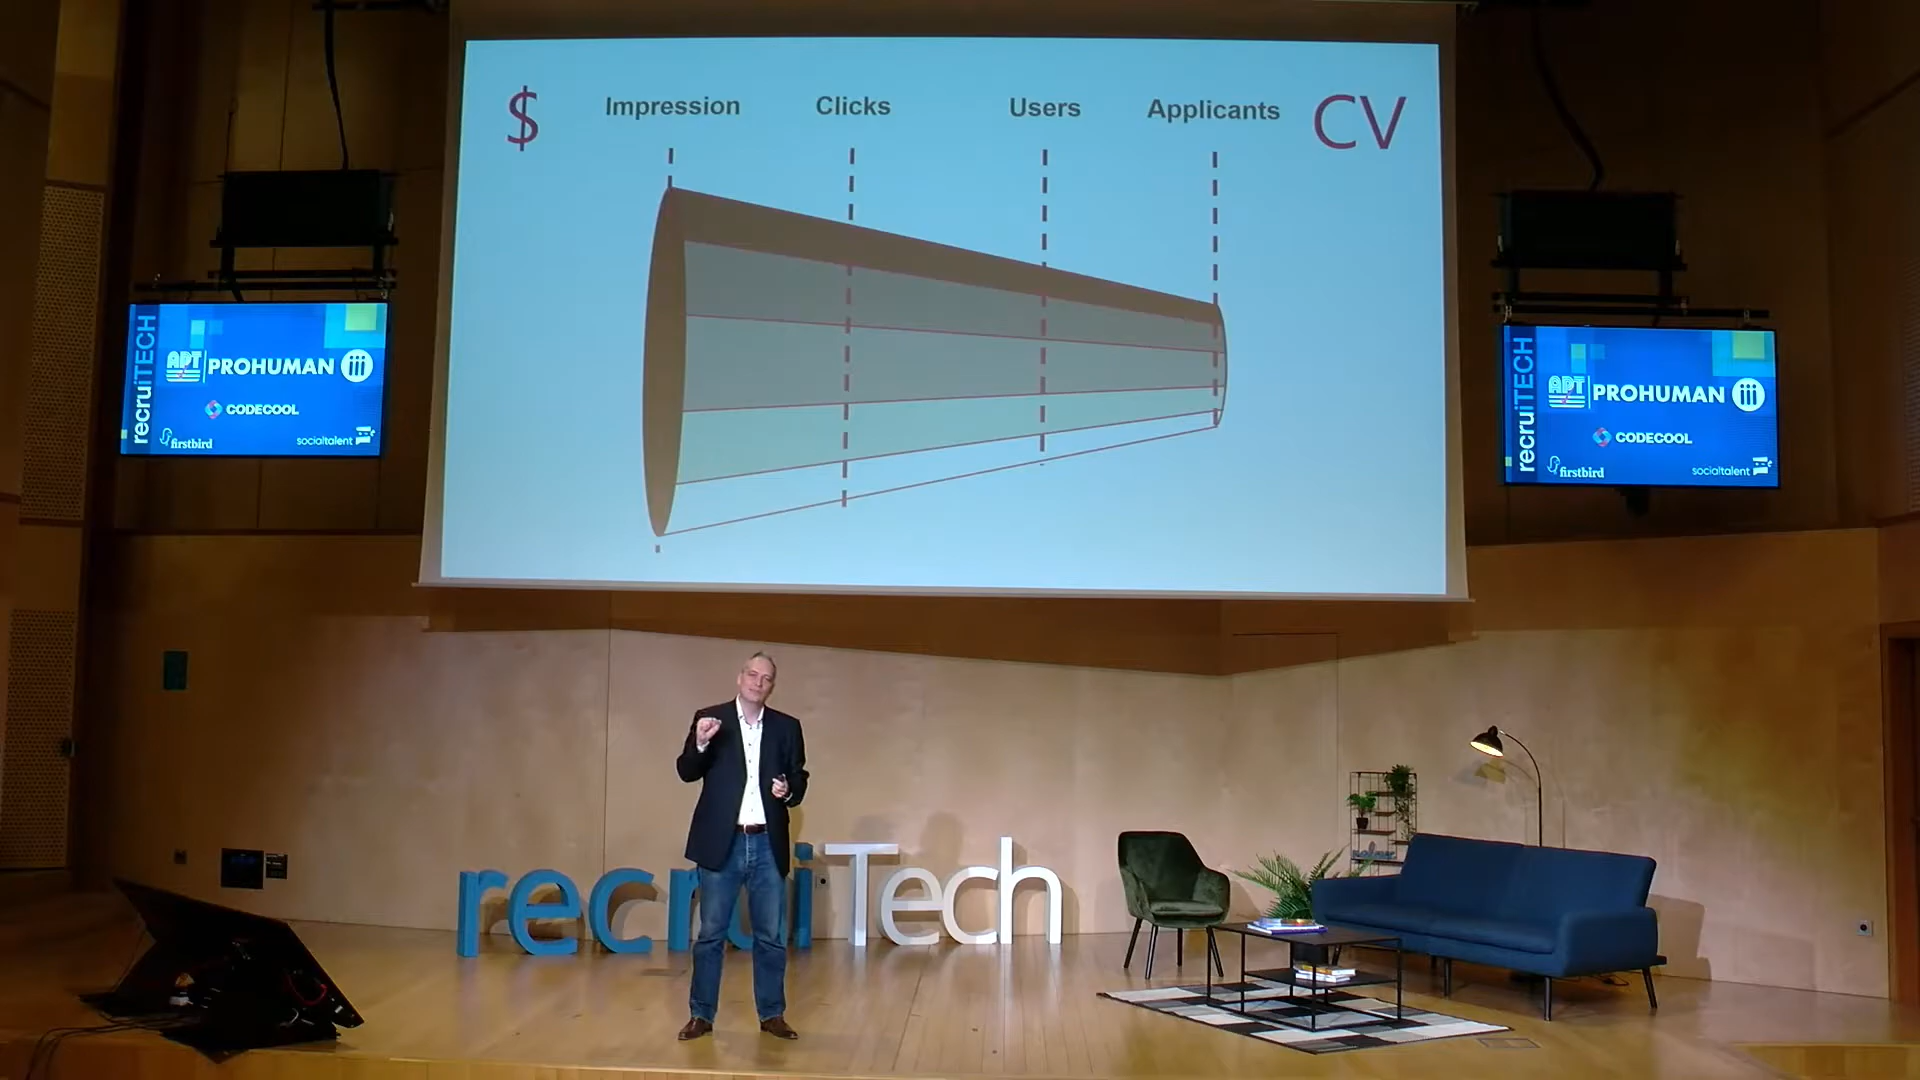 $ Impression Clicks Users Applicants CV
recruiTECH
APT PROHUMAN
CODECOOL
firstbird socialtalent
recruiTECH
APT PROHUMAN
CODECOOL
firstbird socialtalent
recruiTech